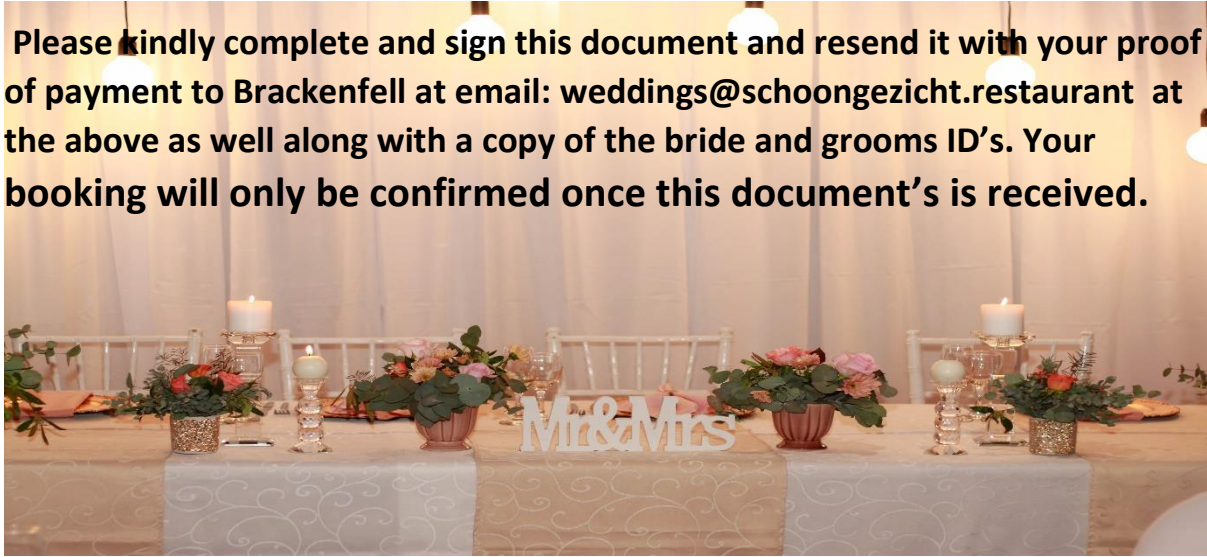 Please kindly complete and sign this document and resend it with your proof
of payment to Brackenfell at email: weddings@schoongezicht.restaurant at
the above as well along with a copy of the bride and grooms ID’s. Your
booking will only be confirmed once this document’s is received.
Mr&Mrs